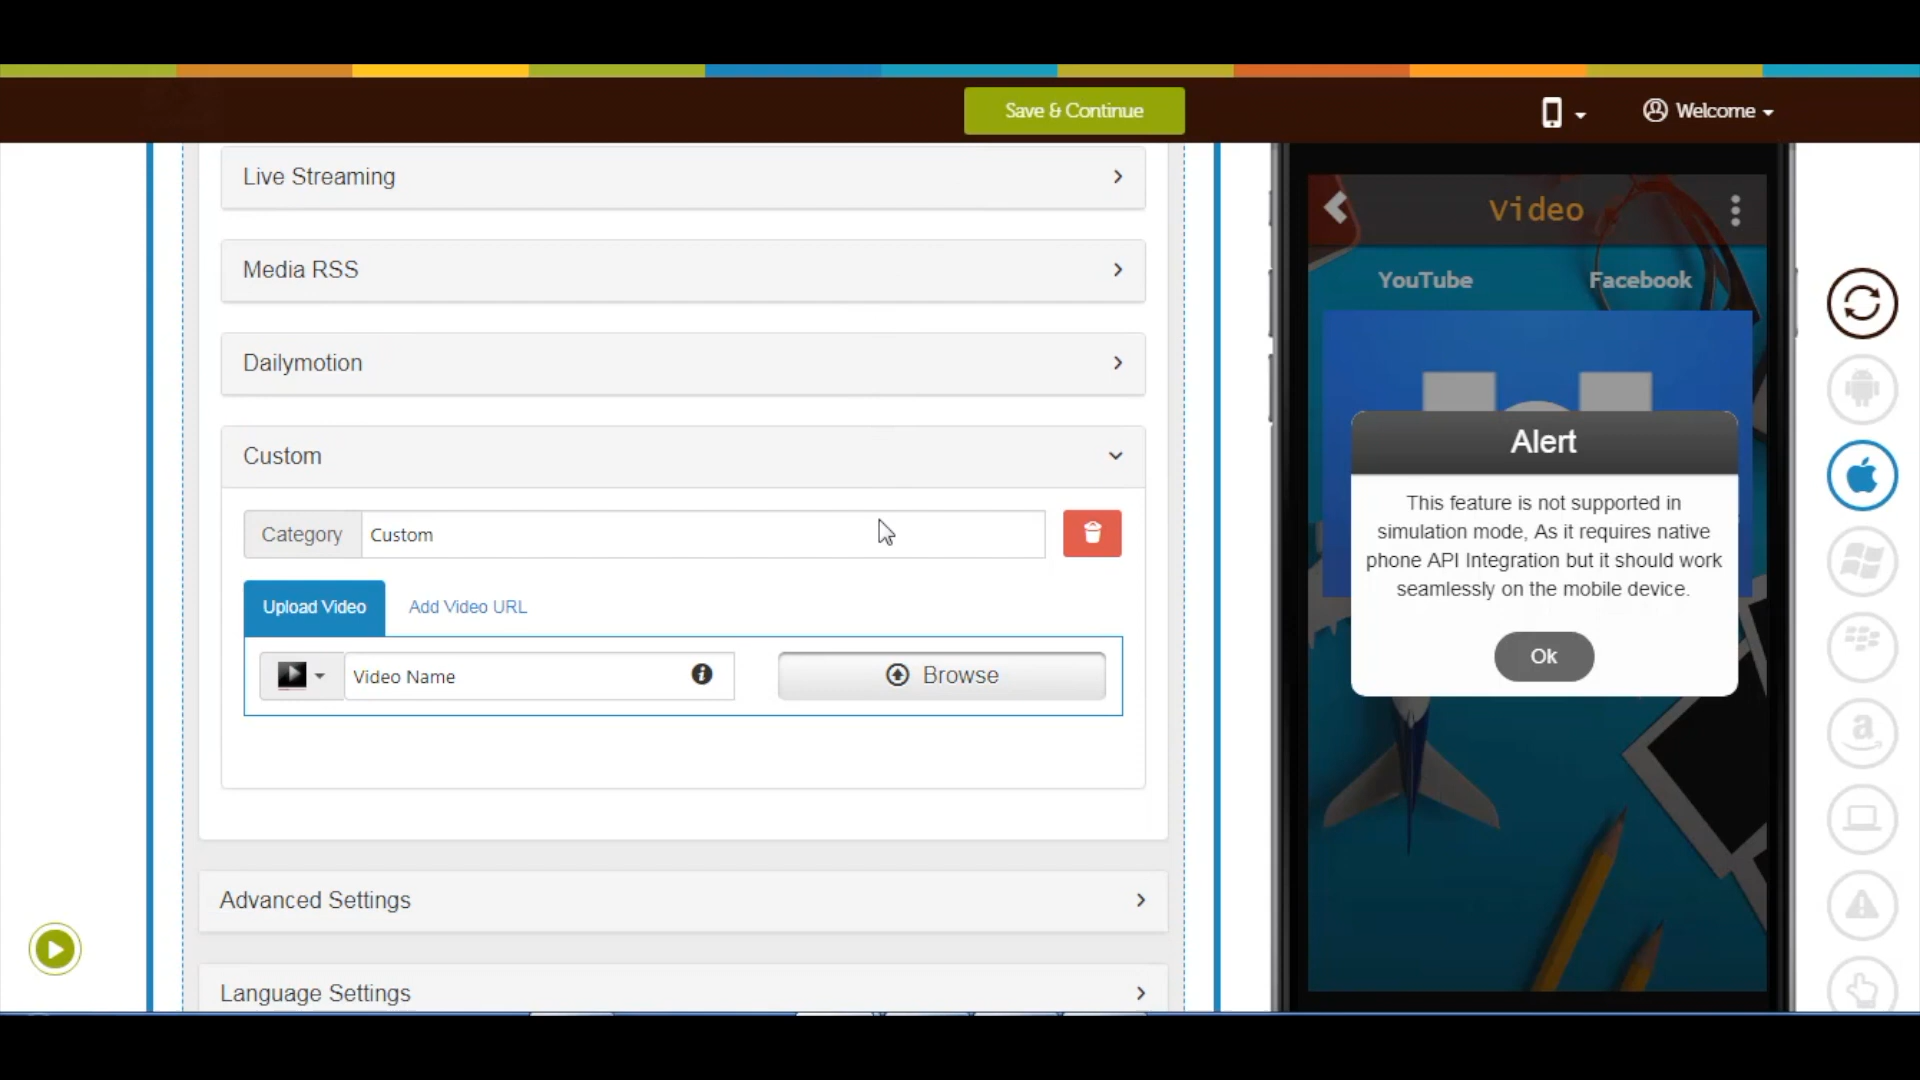 Save & Continue
Welcome
Live Streaming
Media RSS
Dailymotion
Custom
Category
Custom
Upload Video
Add Video URL
Video Name
Browse
Advanced Settings
Language Settings
Video
YouTube
Facebook
Alert
This feature is not supported in
simulation mode, As it requires native
phone API Integration but it should work
seamlessly on the mobile device.
Ok